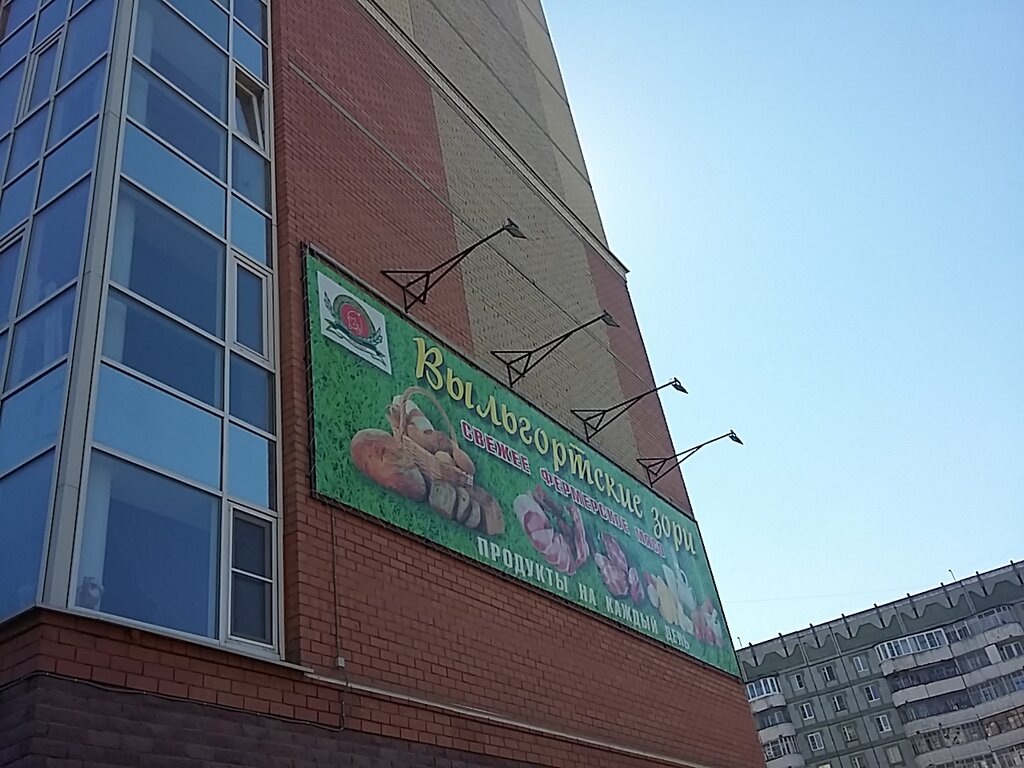 Выльгортские зори
СВЕЖЕЕ ФЕРМЕРСКОЕ МЯСО
ПРОДУКТЫ НА КАЖДЫЙ ДЕНЬ